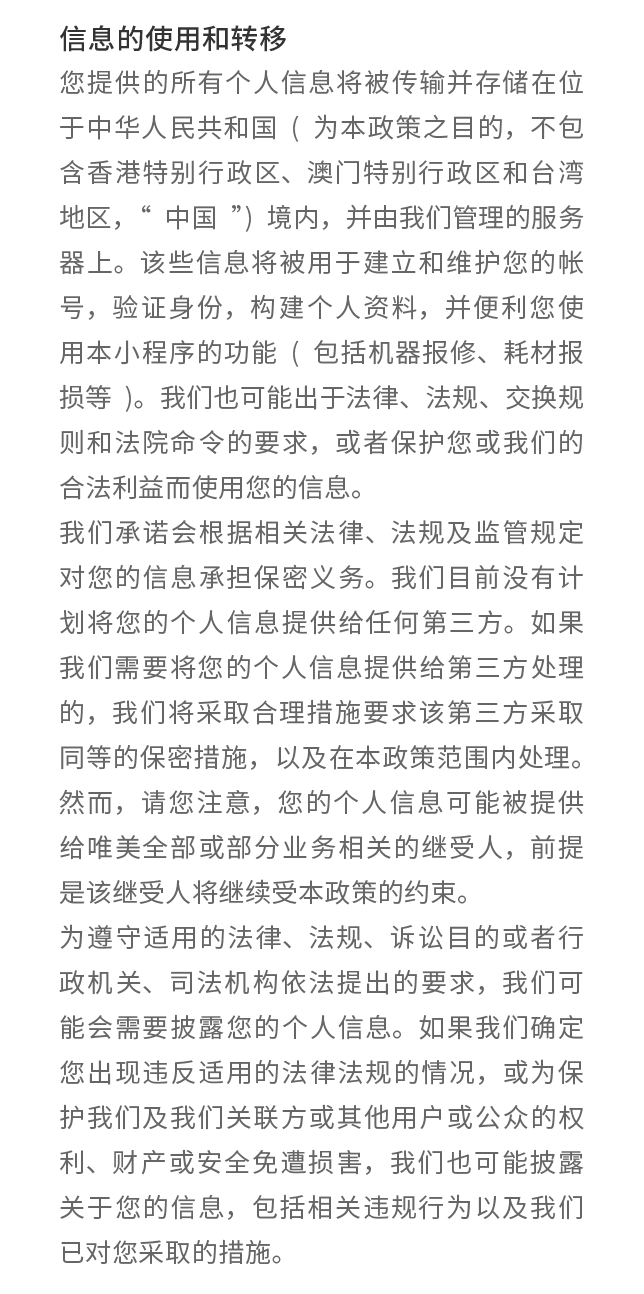 信息的使用和转移
您提供的所有个人信息将被传输并存储在位
于中华人民共和国 ( 为本政策之目的，不包
含香港特别行政区、澳门特别行政区和台湾
地区，“ 中国 ”) 境内，并由我们管理的服务
器上。该些信息将被用于建立和维护您的帐
号，验证身份，构建个人资料，并便利您使
用本小程序的功能 ( 包括机器报修、耗材报
损等 )。我们也可能出于法律、法规、交换规
则和法院命令的要求，或者保护您或我们的
合法利益而使用您的信息。
我们承诺会根据相关法律、法规及监管规定
对您的信息承担保密义务。我们目前没有计
划将您的个人信息提供给任何第三方。如果
我们需要将您的个人信息提供给第三方处理
的，我们将采取合理措施要求该第三方采取
同等的保密措施，以及在本政策范围内处理。
然而，请您注意，您的个人信息可能被提供
给唯美全部或部分业务相关的继受人，前提
是该继受人将继续受本政策的约束。
为遵守适用的法律、法规、诉讼目的或者行
政机关、司法机构依法提出的要求，我们可
能会需要披露您的个人信息。如果我们确定
您出现违反适用的法律法规的情况，或为保
护我们及我们关联方或其他用户或公众的权
利、财产或安全免遭损害，我们也可能披露
关于您的信息，包括相关违规行为以及我们
已对您采取的措施。